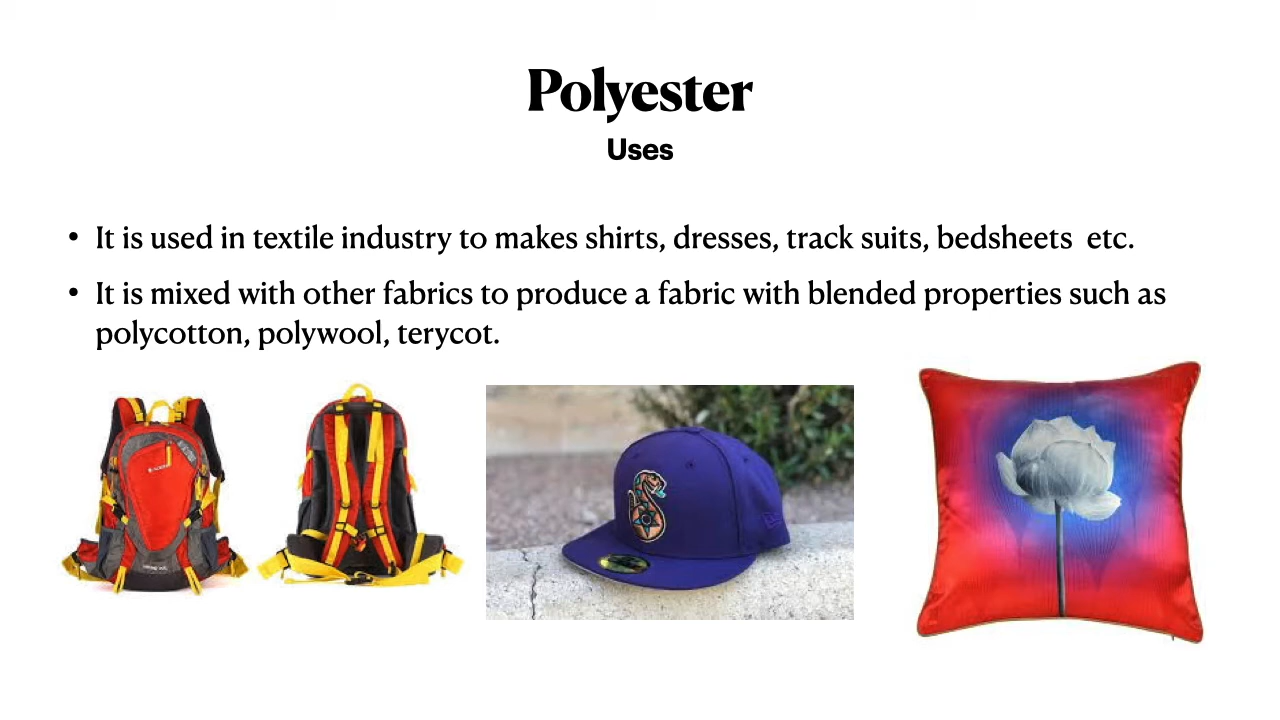 Polyester
Uses
• It is used in textile industry to makes shirts, dresses, track suits, bedsheets  etc.
• It is mixed with other fabrics to produce a fabric with blended properties such as
polycotton, polywool, terycot.